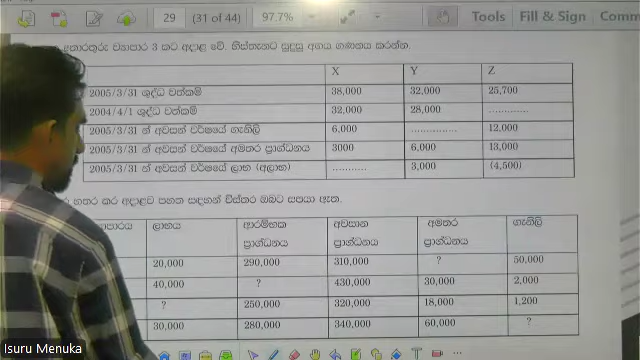 29 (31 of 44) 97.7% Tools Fill & Sign Comm
තොරතුරු ව්‍යාපාර 3 කට අදාළ වේ. හිස්තැනට සුදුසු අගය ගණනය කරන්න.
X Y Z
2005/3/31 ශුද්ධ වත්කම් 38,000 32,000 25,700
2004/4/1 ශුද්ධ වත්කම් 32,000 28,000 .............
2005/3/31 න් අවසන් වර්ෂයේ ගැනිලි 6,000 ............... 12,000
2005/3/31 න් අවසන් වර්ෂයේ අමතර ප්‍රාග්ධනය 3000 6,000 13,000
2005/3/31 න් අවසන් වර්ෂයේ ලාභ (අලාභ) ........... 3,000 (4,500)
හතර කර අදාළව පහත සඳහන් විස්තර ඔබට සපයා ඇත.
ලාභය ආරම්භක අවසාන අමතර ගැනිලි
ප්‍රාග්ධනය ප්‍රාග්ධනය ප්‍රාග්ධනය
20,000 290,000 310,000 ? 50,000
40,000 ? 430,000 30,000 2,000
? 250,000 320,000 18,000 1,200
30,000 280,000 340,000 60,000 ?
Isuru Menuka